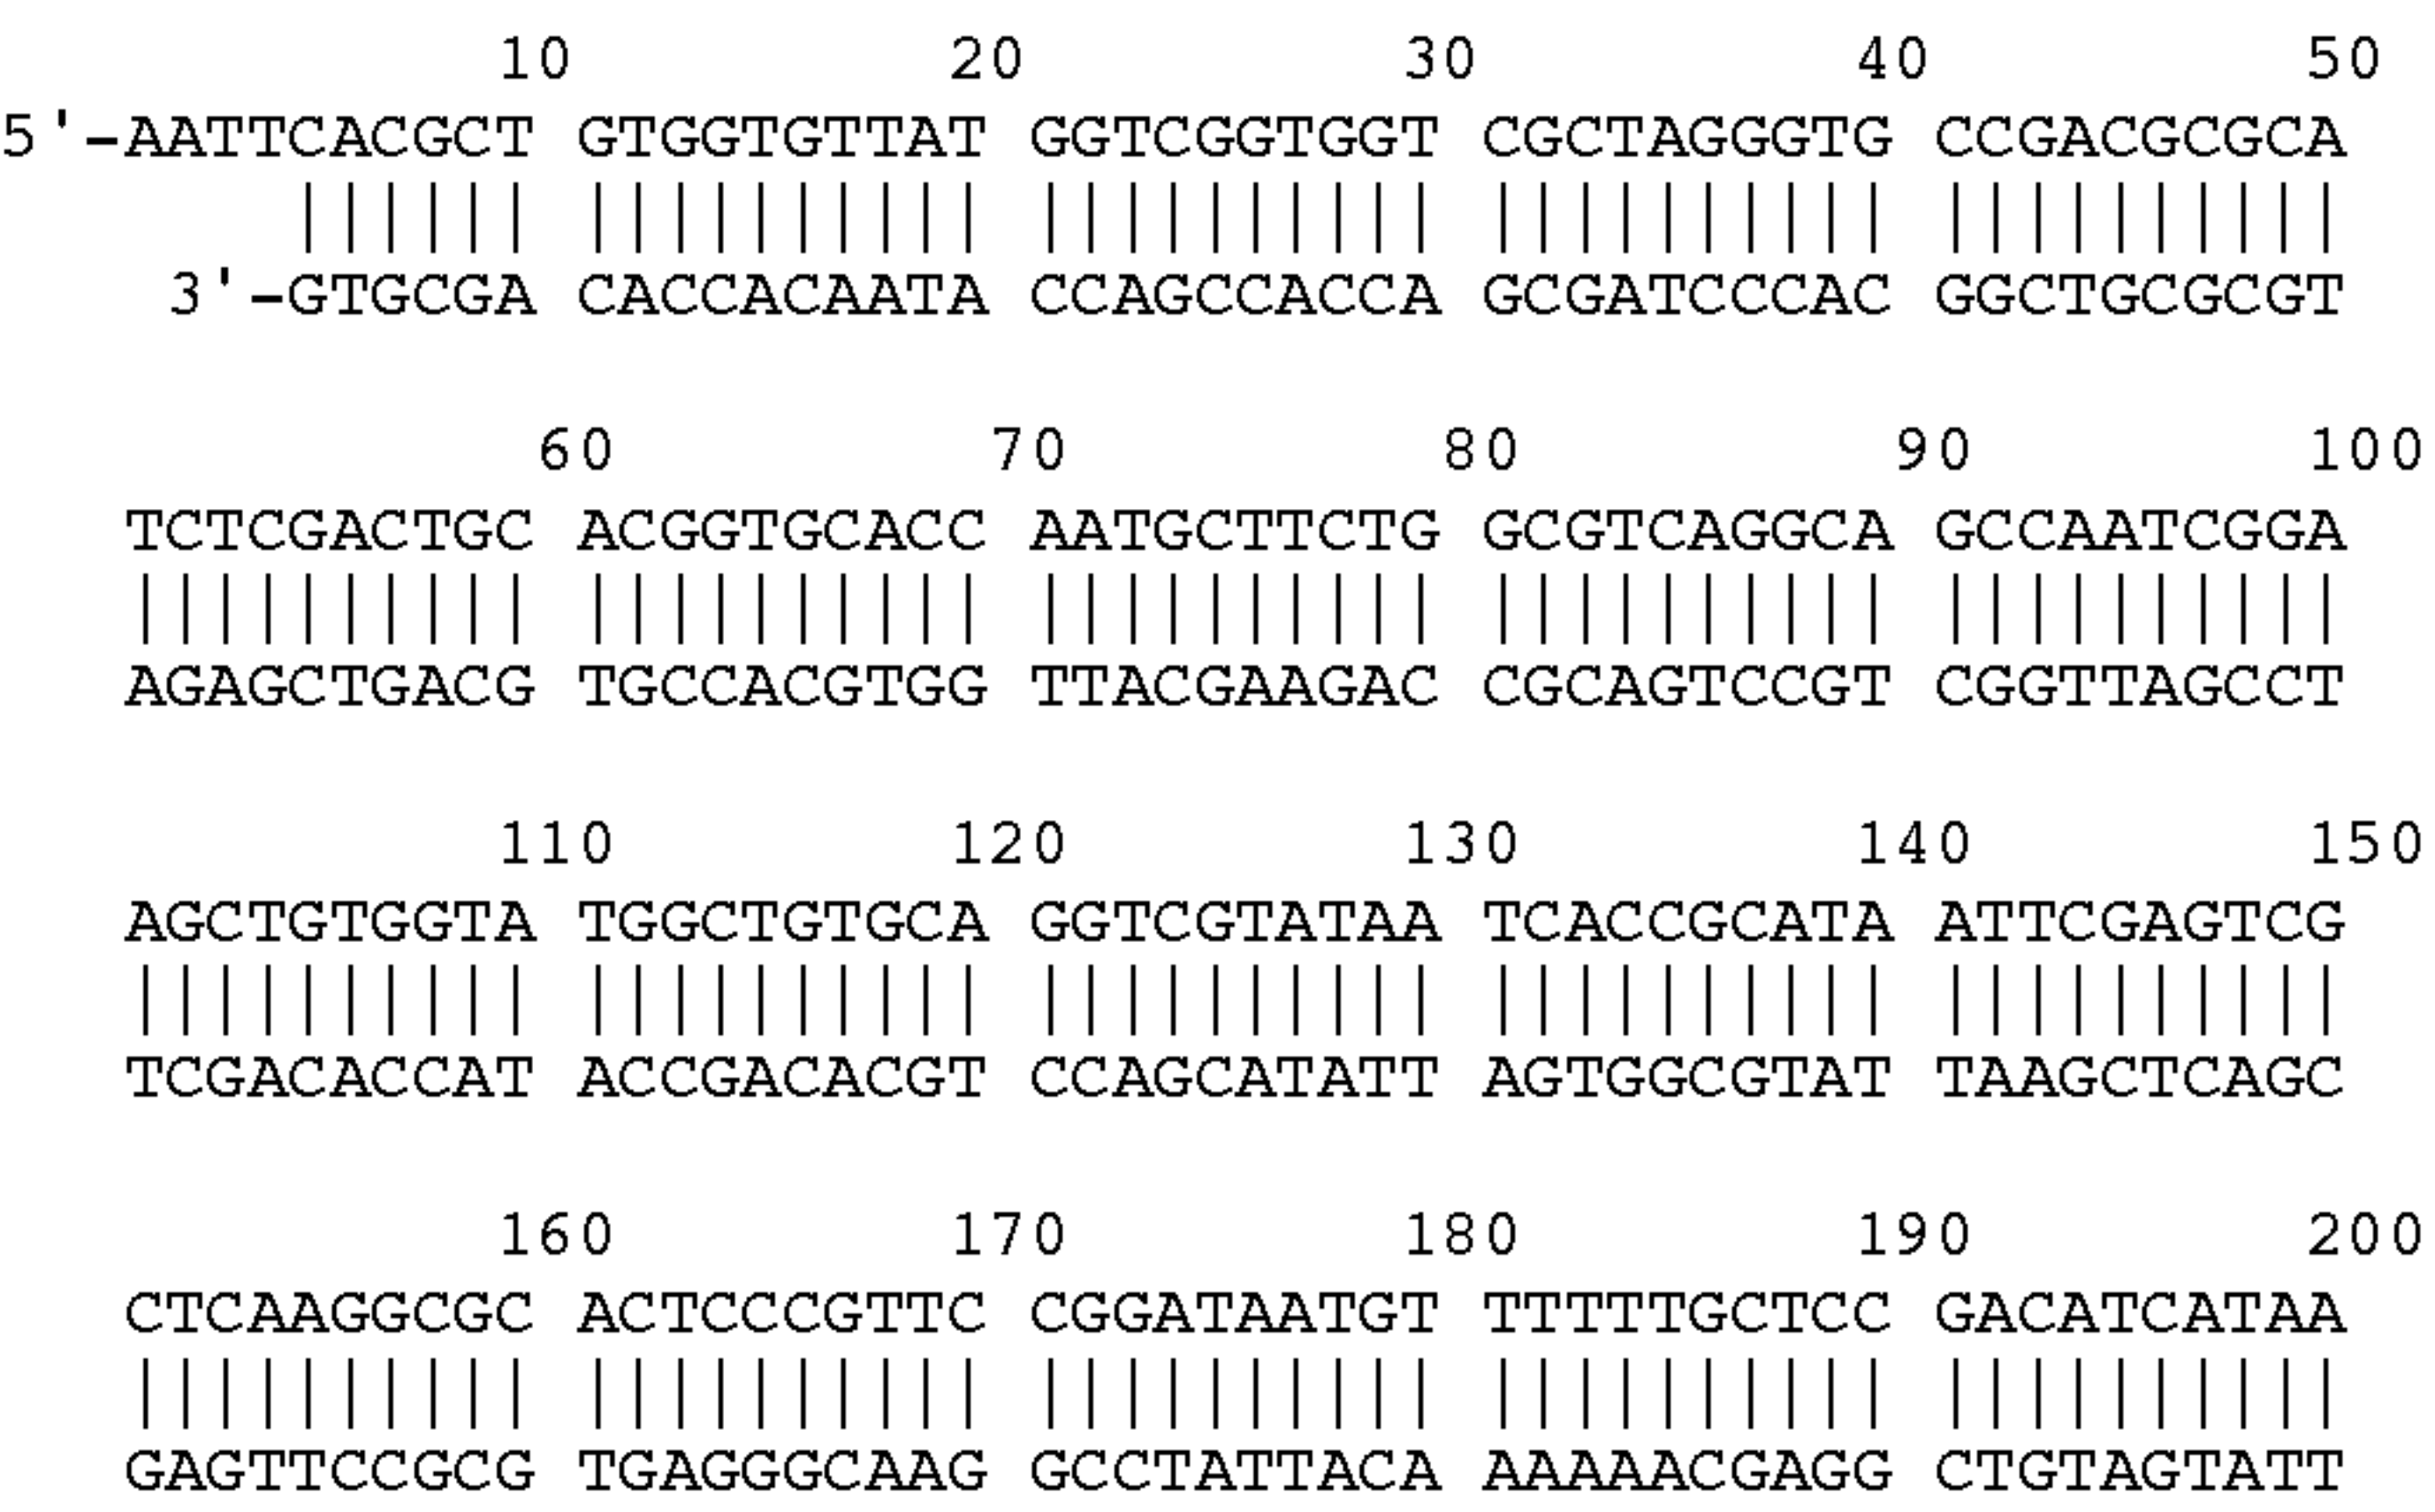 10 20 30 40 50
5'-AATTCACGCT GTGGTGTTAT GGTCGGTGGT CGCTAGGGTG CCGACGCGCA
|||||| |||||||||| |||||||||| |||||||||| ||||||||||
3'-GTGCGA CACCACAATA CCAGCCACCA GCGATCCCAC GGCTGCGCGT
60 70 80 90 100
TCTCGACTGC ACGGTGCACC AATGCTTCTG GCGTCAGGCA GCCAATCGGA
|||||||||| |||||||||| |||||||||| |||||||||| ||||||||||
AGAGCTGACG TGCCACGTGG TTACGAAGAC CGCAGTCCGT CGGTTAGCCT
110 120 130 140 150
AGCTGTGGTA TGGCTGTGCA GGTCGTATAA TCACCGCATA ATTCGAGTCG
|||||||||| |||||||||| |||||||||| |||||||||| ||||||||||
TCGACACCAT ACCGACACGT CCAGCATATT AGTGGCGTAT TAAGCTCAGC
160 170 180 190 200
CTCAAGGCGC ACTCCCGTTC CGGATAATGT TTTTTGCTCC GACATCATAA
|||||||||| |||||||||| |||||||||| |||||||||| ||||||||||
GAGTTCCGCG TGAGGGCAAG GCCTATTACA AAAAACGAGG CTGTAGTATT